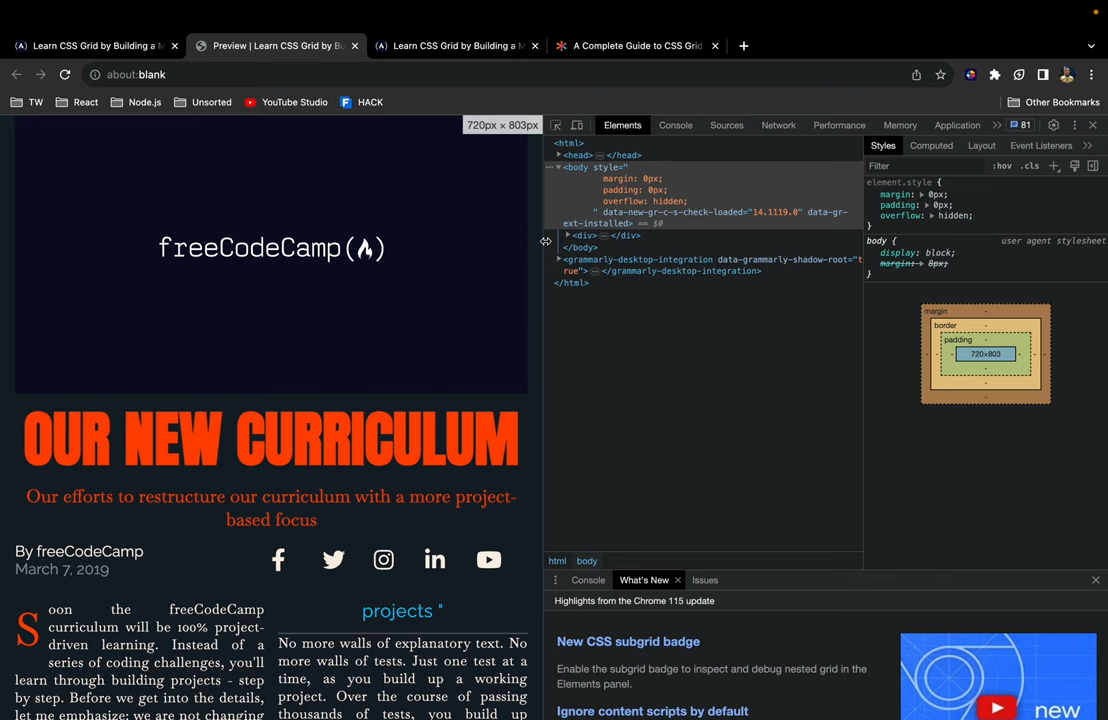 Learn CSS Grid by Building a M
Preview | Learn CSS Grid by Bu
Learn CSS Grid by Building a M
A Complete Guide to CSS Grid
about:blank
TW
React
Node.js
Unsorted
YouTube Studio
HACK
Other Bookmarks
720px × 803px
freeCodeCamp
OUR NEW CURRICULUM
Our efforts to restructure our curriculum with a more project-
based focus
By freeCodeCamp
March 7, 2019
Soon the freeCodeCamp
curriculum will be 100% project-
driven learning. Instead of a
series of coding challenges, you'll
learn through building projects - step
by step. Before we get into the details,
let me emphasize: we are not changing
projects "
No more walls of explanatory text. No
more walls of tests. Just one test at a
time, as you build up a working
project. Over the course of passing
thousands of tests, you build up
Elements
Console
Sources
Network
Performance
Memory
Application
81
<html>
<head> </head>
<body style="
margin: 0px;
padding: 0px;
overflow: hidden;
" data-new-gr-c-s-check-loaded="14.1119.0" data-gr-
ext-installed> == $0
<div> </div>
</body>
<grammarly-desktop-integration data-grammarly-shadow-root="t
rue"> </grammarly-desktop-integration>
</html>
html
body
Styles
Computed
Layout
Event Listeners
Filter
:hov
.cls
element.style {
margin: 0px;
padding: 0px;
overflow: hidden;
}
body {
user agent stylesheet
display: block;
margin: 8px;
}
margin
-
border
-
padding
-
- - - 720×803 - - -
-
-
-
Console
What's New
Issues
Highlights from the Chrome 115 update
New CSS subgrid badge
Enable the subgrid badge to inspect and debug nested grid in the
Elements panel.
Ignore content scripts by default
new